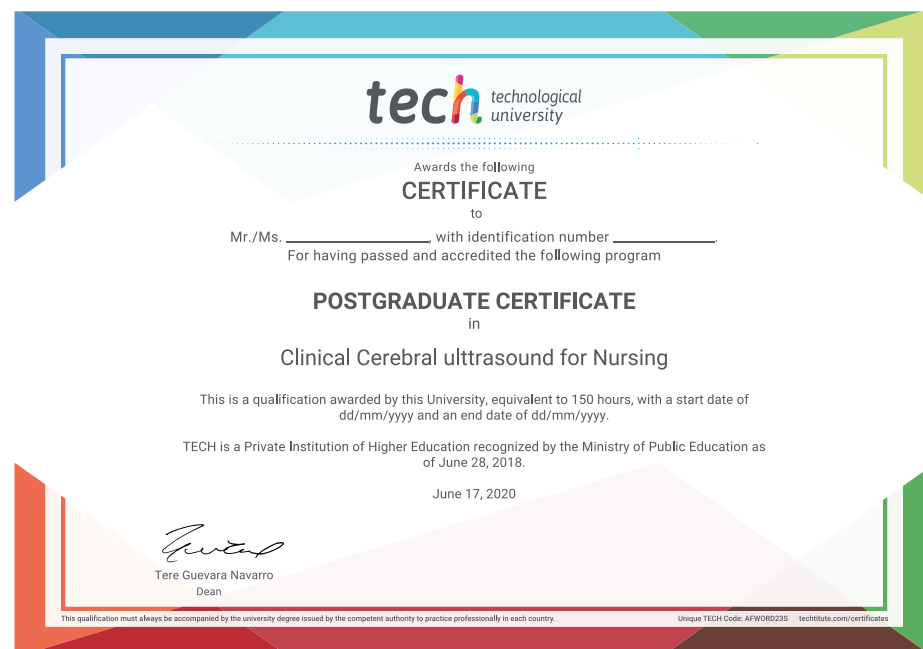 tech technological
university
Awards the following
CERTIFICATE
to
Mr./Ms. ________________, with identification number ____________.
For having passed and accredited the following program
POSTGRADUATE CERTIFICATE
in
Clinical Cerebral ulttrasound for Nursing
This is a qualification awarded by this University, equivalent to 150 hours, with a start date of
dd/mm/yyyy and an end date of dd/mm/yyyy.
TECH is a Private Institution of Higher Education recognized by the Ministry of Public Education as
of June 28, 2018.
June 17, 2020
Tere Guevara Navarro
Dean
This qualification must always be accompanied by the university degree issued by the competent authority to practice professionally in each country.
Unique TECH Code: AFWORD23S techtitute.com/certificates